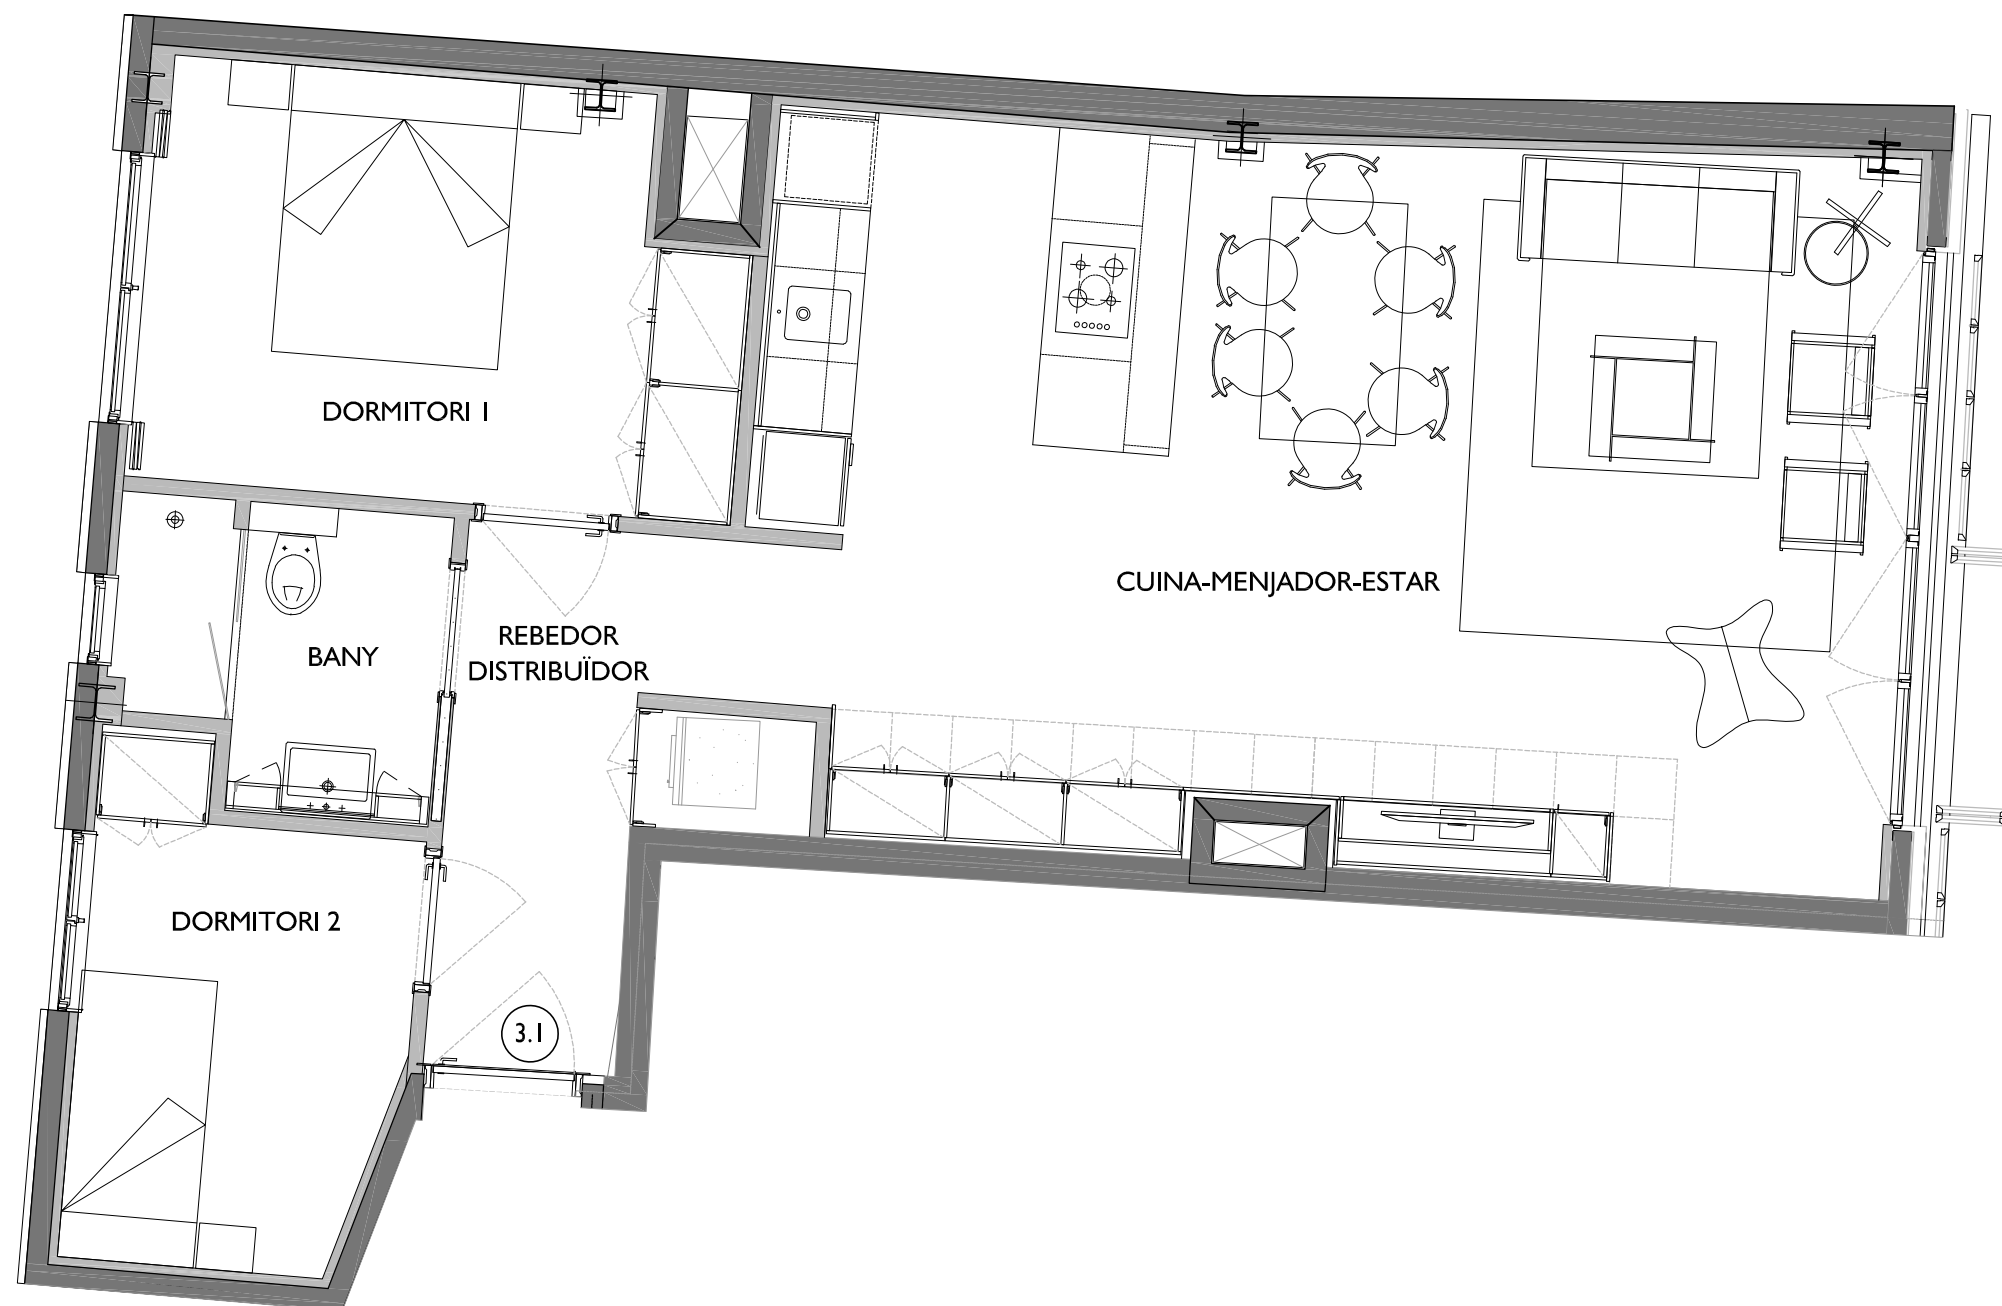 DORMITORI 1
CUINA-MENJADOR-ESTAR
REBEDOR
DISTRIBUÏDOR
BANY
DORMITORI 2
3.1